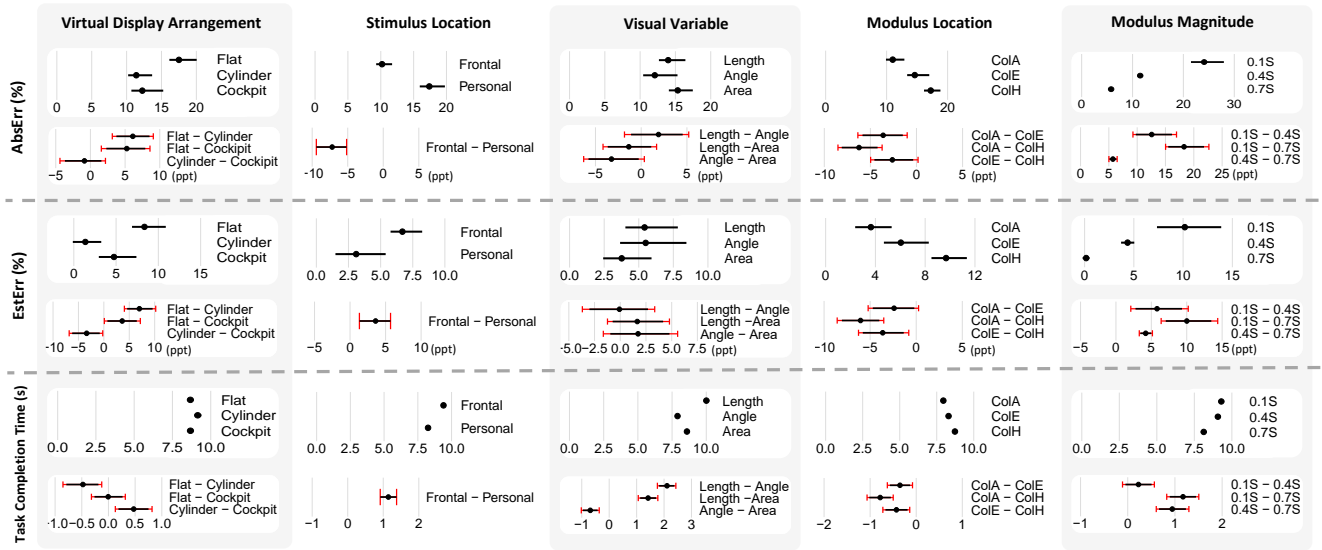 Virtual Display Arrangement
Stimulus Location
Visual Variable
Modulus Location
Modulus Magnitude
AbsErr (%)
Flat
Cylinder
Cockpit
0 5 10 15 20
Flat − Cylinder
Flat − Cockpit
Cylinder − Cockpit
−5 0 5 10 (ppt)
Frontal
Personal
0 5 10 15 20
Frontal − Personal
−10 −5 0 5 (ppt)
Length
Angle
Area
0 5 10 15 20
Length −Angle
Length −Area
Angle − Area
−5 0 5 (ppt)
ColA
ColE
ColH
0 5 10 15 20
ColA − ColE
ColA − ColH
ColE − ColH
−10 −5 0 5 (ppt)
0.1S
0.4S
0.7S
0 10 20 30
0.1S − 0.4S
0.1S − 0.7S
0.4S − 0.7S
0 5 10 15 20 25 (ppt)
EstErr (%)
Flat
Cylinder
Cockpit
0 5 10 15
Flat − Cylinder
Flat − Cockpit
Cylinder − Cockpit
−10 −5 0 5 10 (ppt)
Frontal
Personal
0.0 2.5 5.0 7.5 10.0
Frontal − Personal
−5 0 5 10 (ppt)
Length
Angle
Area
0.0 2.5 5.0 7.5 10.0
Length −Angle
Length −Area
Angle − Area
−5.0 −2.5 0.0 2.5 5.0 7.5 (ppt)
ColA
ColE
ColH
0 4 8 12
ColA − ColE
ColA − ColH
ColE − ColH
−10 −5 0 5 (ppt)
0.1S
0.4S
0.7S
0 5 10 15
0.1S − 0.4S
0.1S − 0.7S
0.4S − 0.7S
−5 0 5 10 15 (ppt)
Task Completion Time (s)
Flat
Cylinder
Cockpit
0.0 2.5 5.0 7.5 10.0
Flat − Cylinder
Flat − Cockpit
Cylinder − Cockpit
−1.0 −0.5 0.0 0.5 1.0
Frontal
Personal
0.0 2.5 5.0 7.5 10.0
Frontal − Personal
−1 0 1 2
Length
Angle
Area
0.0 2.5 5.0 7.5 10.0
Length −Angle
Length −Area
Angle − Area
−1 0 1 2 3
ColA
ColE
ColH
0.0 2.5 5.0 7.5 10.0
ColA − ColE
ColA − ColH
ColE − ColH
−2 −1 0 1
0.1S
0.4S
0.7S
0.0 2.5 5.0 7.5 10.0
0.1S − 0.4S
0.1S − 0.7S
0.4S − 0.7S
−1 0 1 2